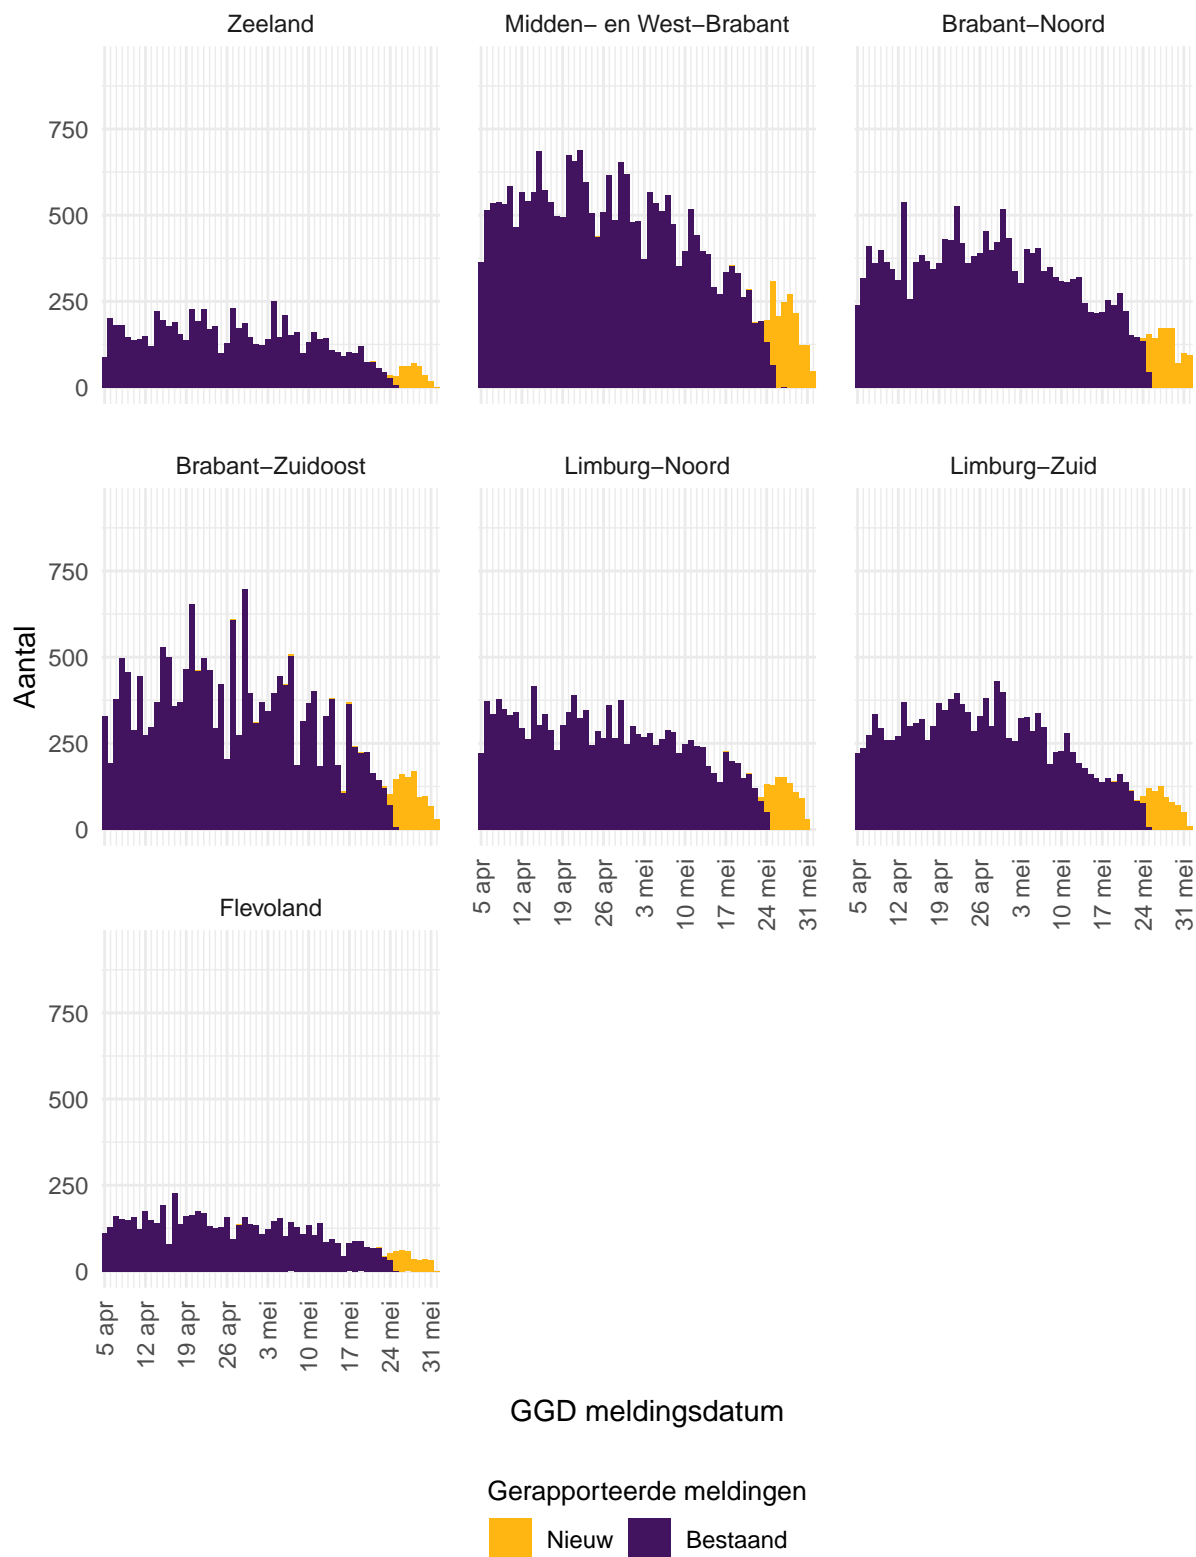 Zeeland
Midden− en West−Brabant
Brabant−Noord
750
500
250
0
Brabant−Zuidoost
Limburg−Noord
Limburg−Zuid
750
500
250
0
Aantal
5 apr
12 apr
19 apr
26 apr
3 mei
10 mei
17 mei
24 mei
31 mei
5 apr
12 apr
19 apr
26 apr
3 mei
10 mei
17 mei
24 mei
31 mei
Flevoland
750
500
250
0
5 apr
12 apr
19 apr
26 apr
3 mei
10 mei
17 mei
24 mei
31 mei
GGD meldingsdatum
Gerapporteerde meldingen
Nieuw
Bestaand